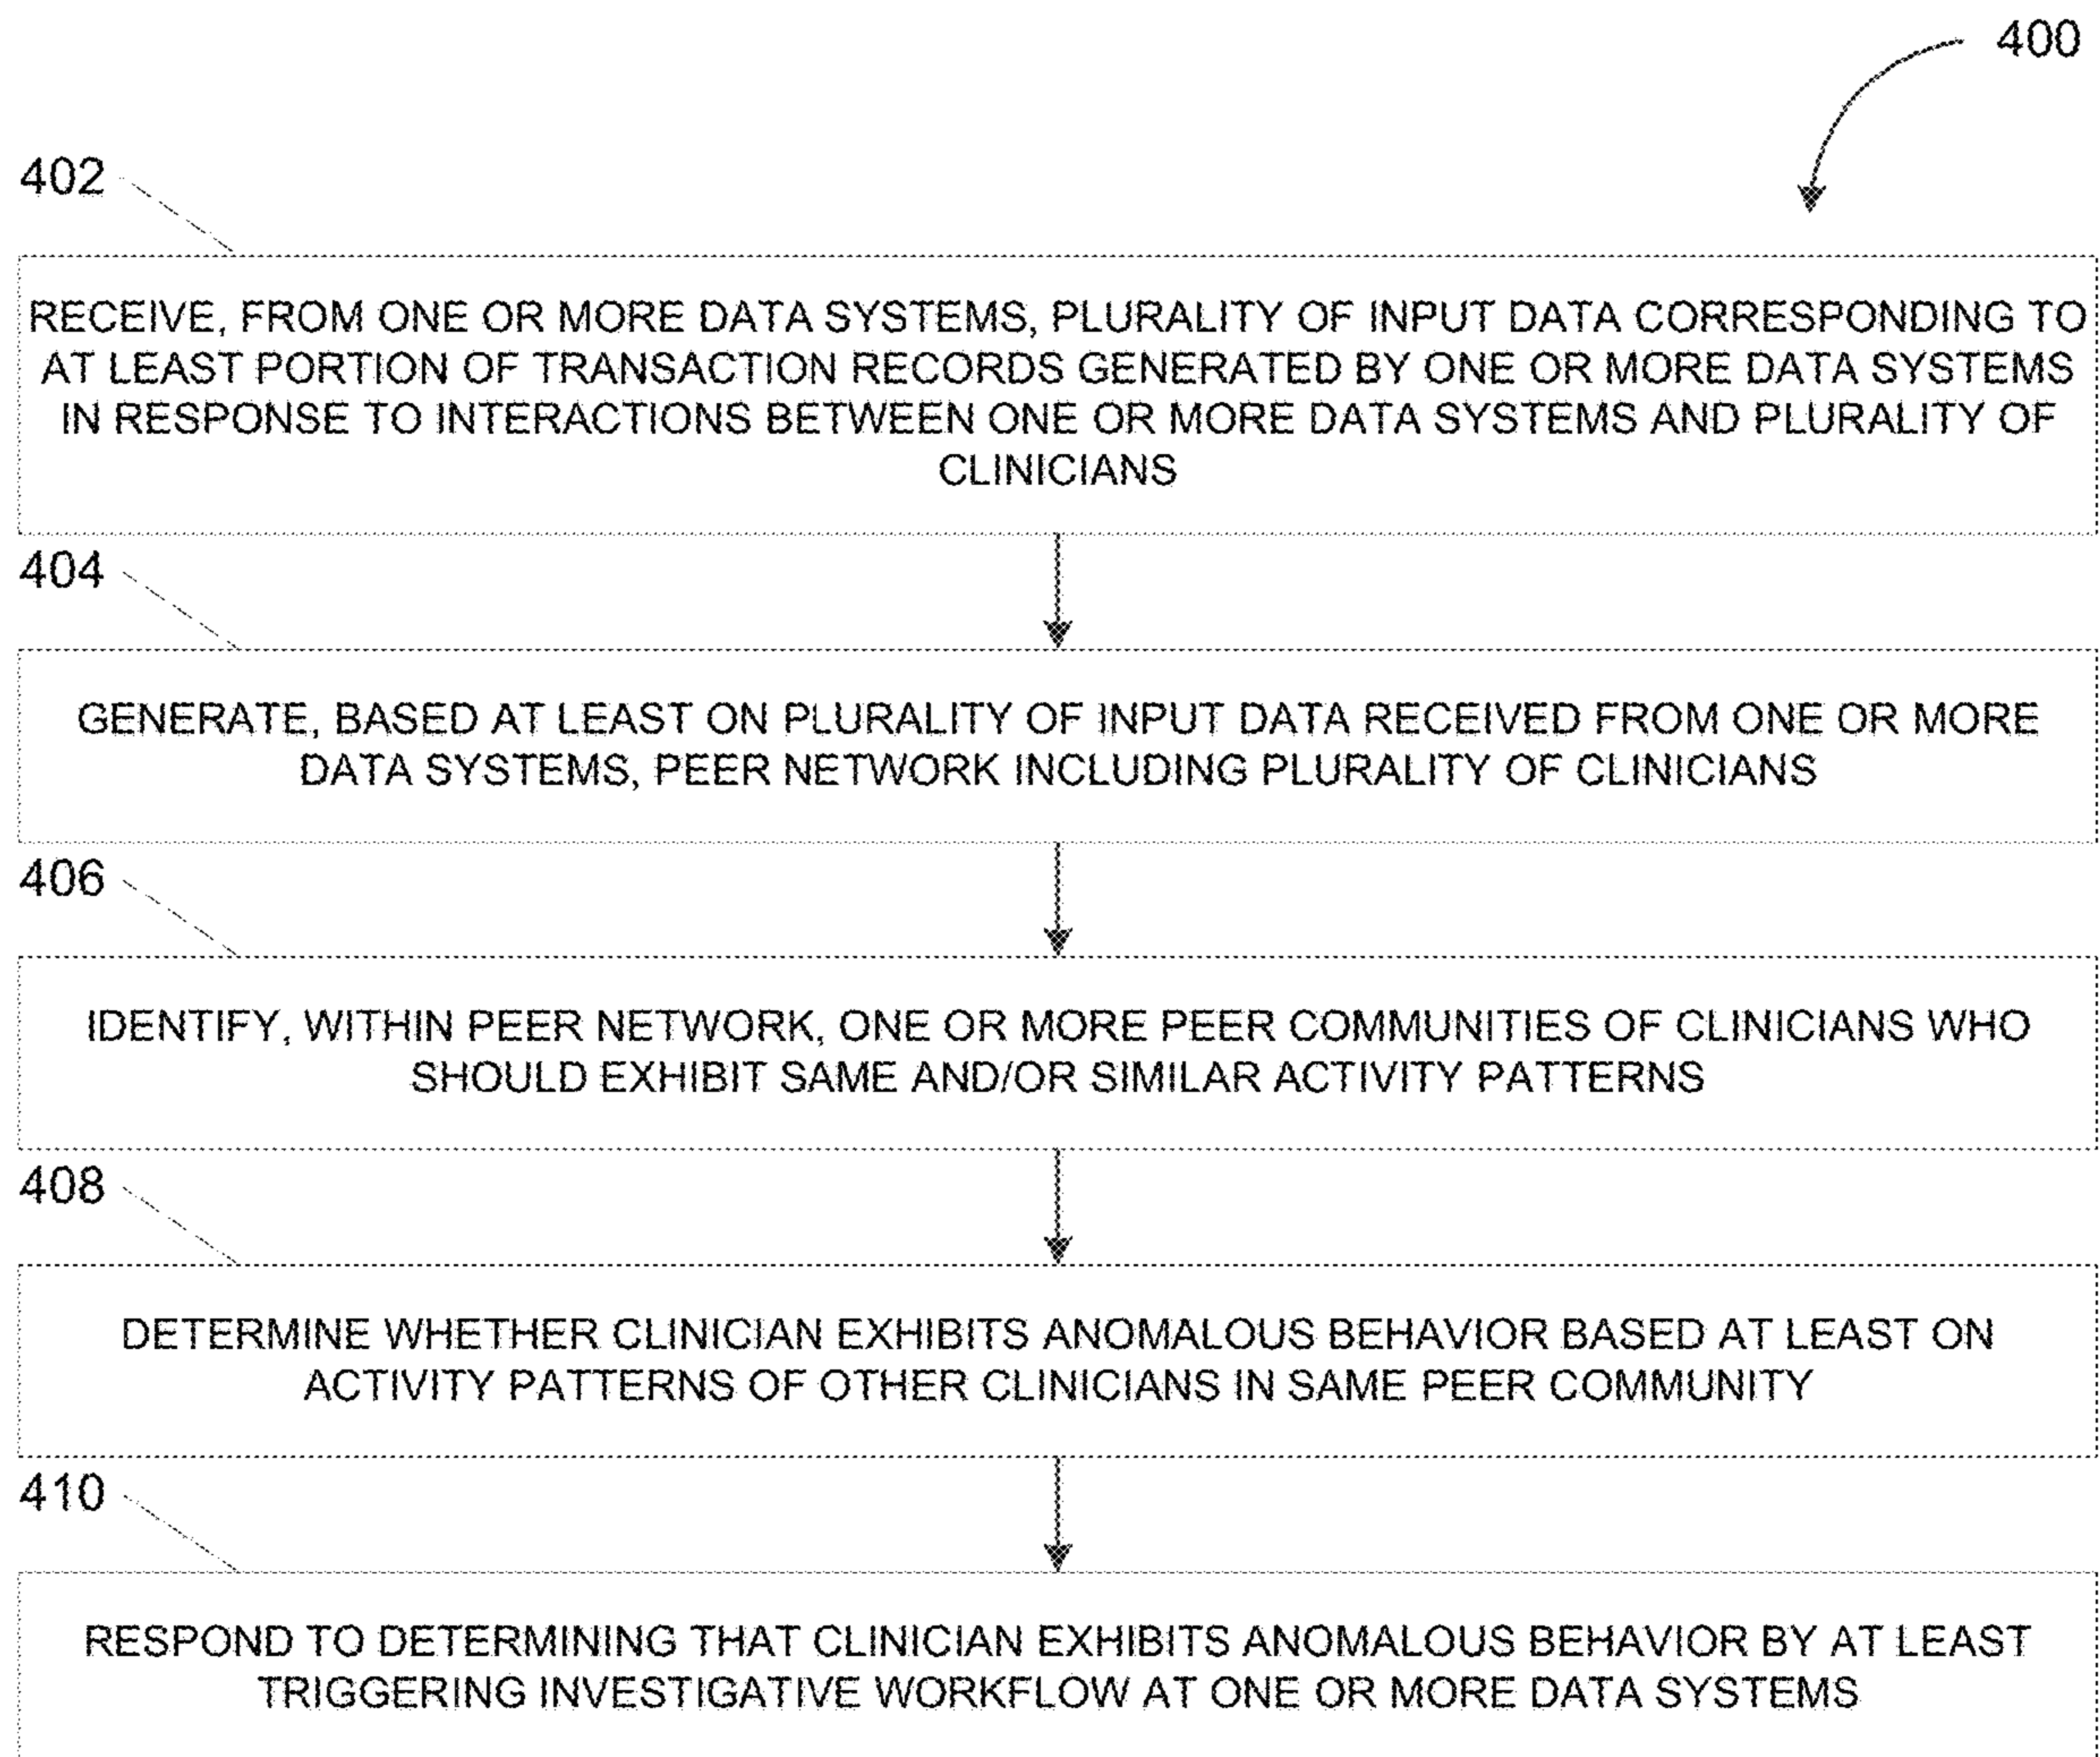 400
402
RECEIVE, FROM ONE OR MORE DATA SYSTEMS, PLURALITY OF INPUT DATA CORRESPONDING TO
AT LEAST PORTION OF TRANSACTION RECORDS GENERATED BY ONE OR MORE DATA SYSTEMS
IN RESPONSE TO INTERACTIONS BETWEEN ONE OR MORE DATA SYSTEMS AND PLURALITY OF
CLINICIANS
404
GENERATE, BASED AT LEAST ON PLURALITY OF INPUT DATA RECEIVED FROM ONE OR MORE
DATA SYSTEMS, PEER NETWORK INCLUDING PLURALITY OF CLINICIANS
406
IDENTIFY, WITHIN PEER NETWORK, ONE OR MORE PEER COMMUNITIES OF CLINICIANS WHO
SHOULD EXHIBIT SAME AND/OR SIMILAR ACTIVITY PATTERNS
408
DETERMINE WHETHER CLINICIAN EXHIBITS ANOMALOUS BEHAVIOR BASED AT LEAST ON
ACTIVITY PATTERNS OF OTHER CLINICIANS IN SAME PEER COMMUNITY
410
RESPOND TO DETERMINING THAT CLINICIAN EXHIBITS ANOMALOUS BEHAVIOR BY AT LEAST
TRIGGERING INVESTIGATIVE WORKFLOW AT ONE OR MORE DATA SYSTEMS